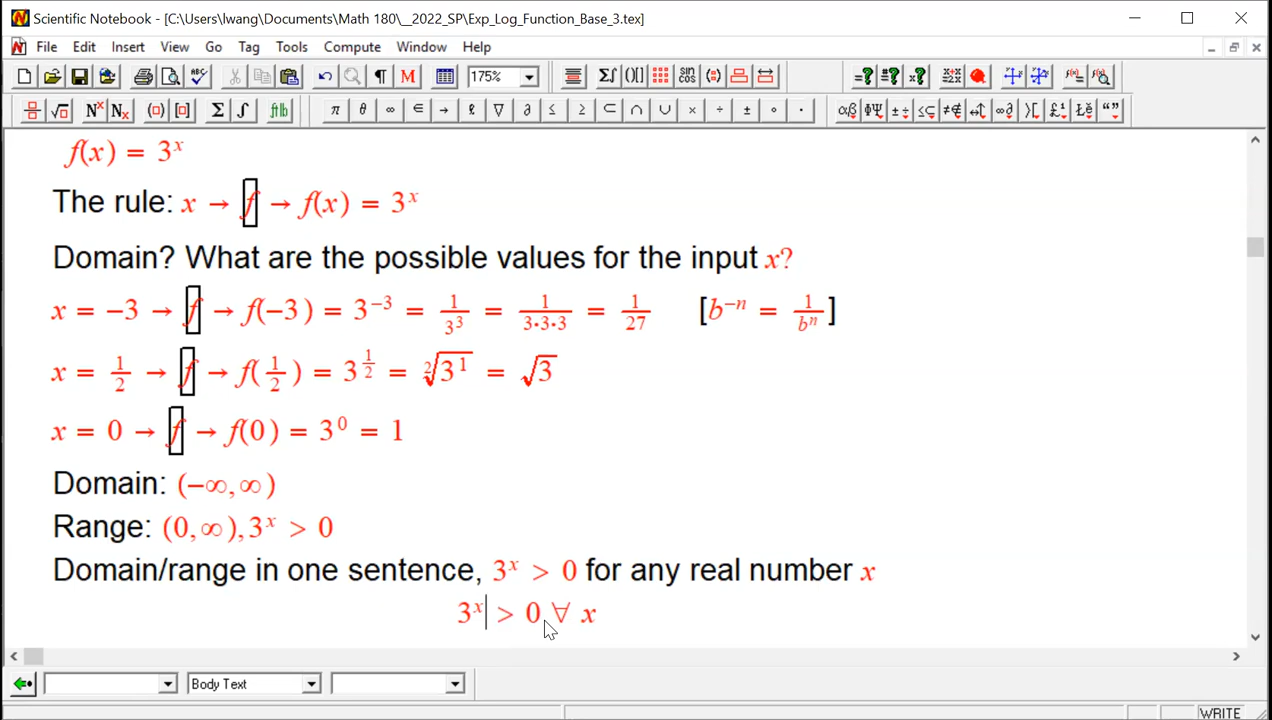 Scientific Notebook - [C:\Users\lwang\Documents\Math 180\__2022_SP\Exp_Log_Function_Base_3.tex]
File Edit Insert View Go Tag Tools Compute Window Help
175%
π θ ∞ ∈ → ℓ ∇ ∂ ≤ ≥ ⊂ ∩ ∪ × ÷ ± ∘ ·
f(x) = 3^x
The rule: x → f → f(x) = 3^x
Domain? What are the possible values for the input x?
x = −3 → f → f(−3) = 3^−3 = 1/3^3 = 1/(3•3•3) = 1/27 [b^−n = 1/b^n]
x = 1/2 → f → f(1/2) = 3^(1/2) = ²√3^1 = √3
x = 0 → f → f(0) = 3^0 = 1
Domain: (−∞, ∞)
Range: (0, ∞), 3^x > 0
Domain/range in one sentence, 3^x > 0 for any real number x
3^x > 0 ∀ x
Body Text
WRITE